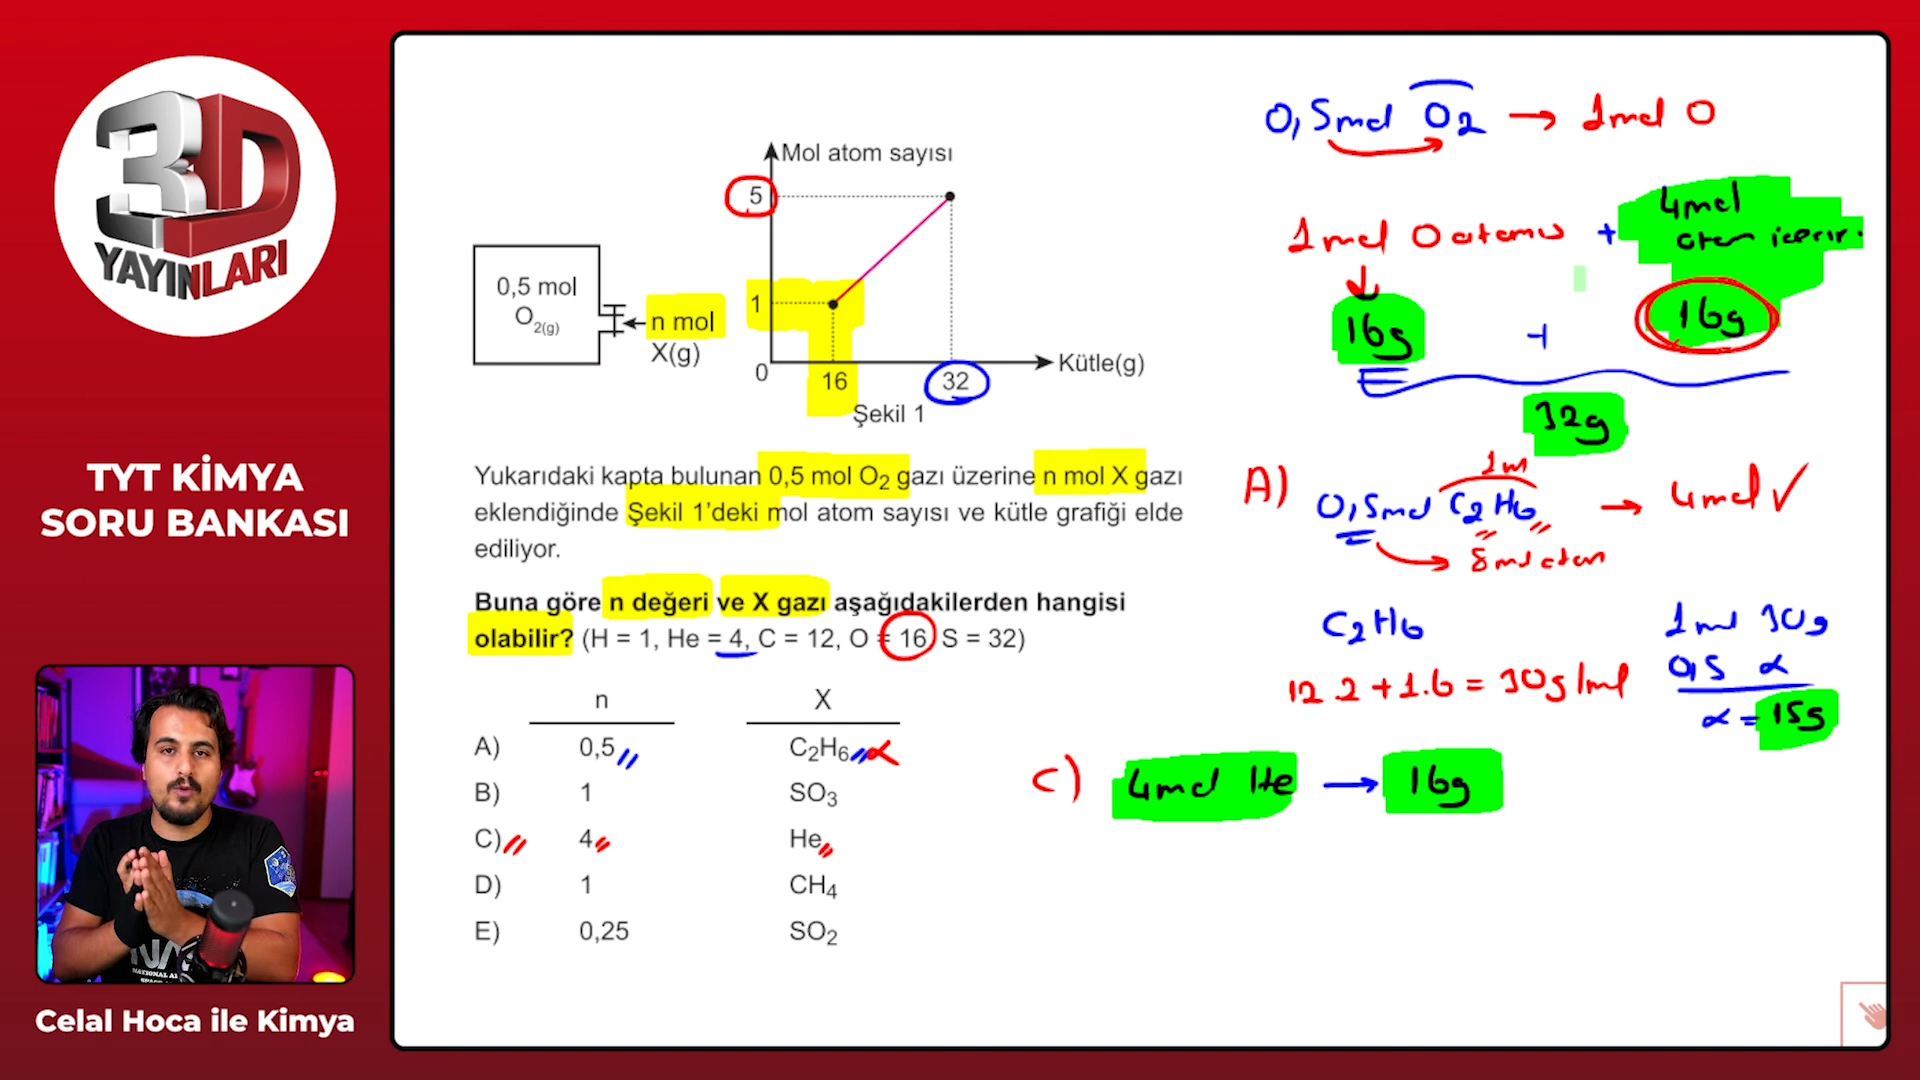 3D
YAYINLARI
TYT KİMYA
SORU BANKASI
Celal Hoca ile Kimya
Mol atom sayısı
5
1
0
16
32
Kütle(g)
Şekil 1
0,5 mol
O2(g)
n mol
X(g)
Yukarıdaki kapta bulunan 0,5 mol O2 gazı üzerine n mol X gazı
eklendiğinde Şekil 1'deki mol atom sayısı ve kütle grafiği elde
ediliyor.
Buna göre n değeri ve X gazı aşağıdakilerden hangisi
olabilir? (H = 1, He = 4, C = 12, O = 16, S = 32)
n X
A) 0,5 C2H6
B) 1 SO3
C) 4 He
D) 1 CH4
E) 0,25 SO2
0,5mol O2 → 1mol O
1mol O atomu + 4mol
atom içerir.
16g + 16g
32g
1m
A) 0,5mol C2H6 → 4mol ✓
8mol atom
C2H6
12.2+1.6=30g/mol
1mol 30g
0,5 α
α = 15g
C) 4mol He → 16g